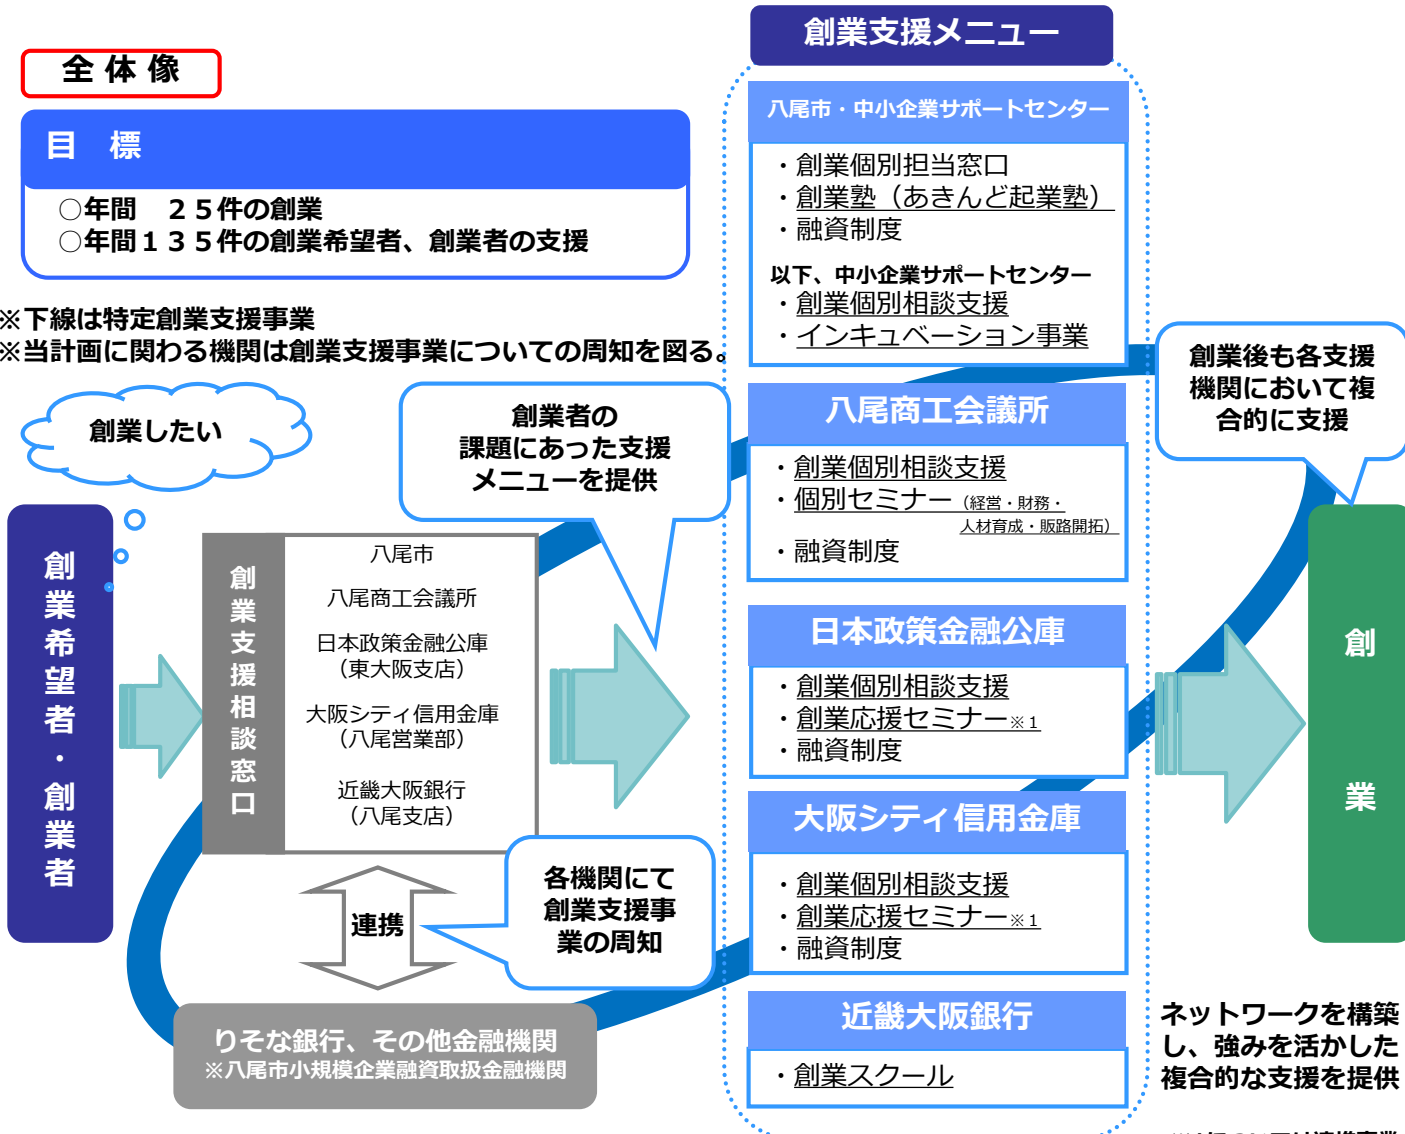 全体像
目　標
○年間　２５件の創業
○年間１３５件の創業希望者、創業者の支援
※下線は特定創業支援事業
※当計画に関わる機関は創業支援事業についての周知を図る。
創業したい
創業希望者・創業者
創業支援相談窓口
八尾市
八尾商工会議所
日本政策金融公庫
（東大阪支店）
大阪シティ信用金庫
（八尾営業部）
近畿大阪銀行
（八尾支店）
創業者の
課題にあった支援
メニューを提供
連携
各機関にて
創業支援事
業の周知
りそな銀行、その他金融機関
※八尾市小規模企業融資取扱金融機関
創業支援メニュー
八尾市・中小企業サポートセンター
・創業個別担当窓口
・創業塾（あきんど起業塾）
・融資制度
以下、中小企業サポートセンター
・創業個別相談支援
・インキュベーション事業
八尾商工会議所
・創業個別相談支援
・個別セミナー（経営・財務・
人材育成・販路開拓）
・融資制度
日本政策金融公庫
・創業個別相談支援
・創業応援セミナー※１
・融資制度
大阪シティ信用金庫
・創業個別相談支援
・創業応援セミナー※１
・融資制度
近畿大阪銀行
・創業スクール
創業後も各支援
機関において複
合的に支援
創業
ネットワークを構築
し、強みを活かした
複合的な支援を提供